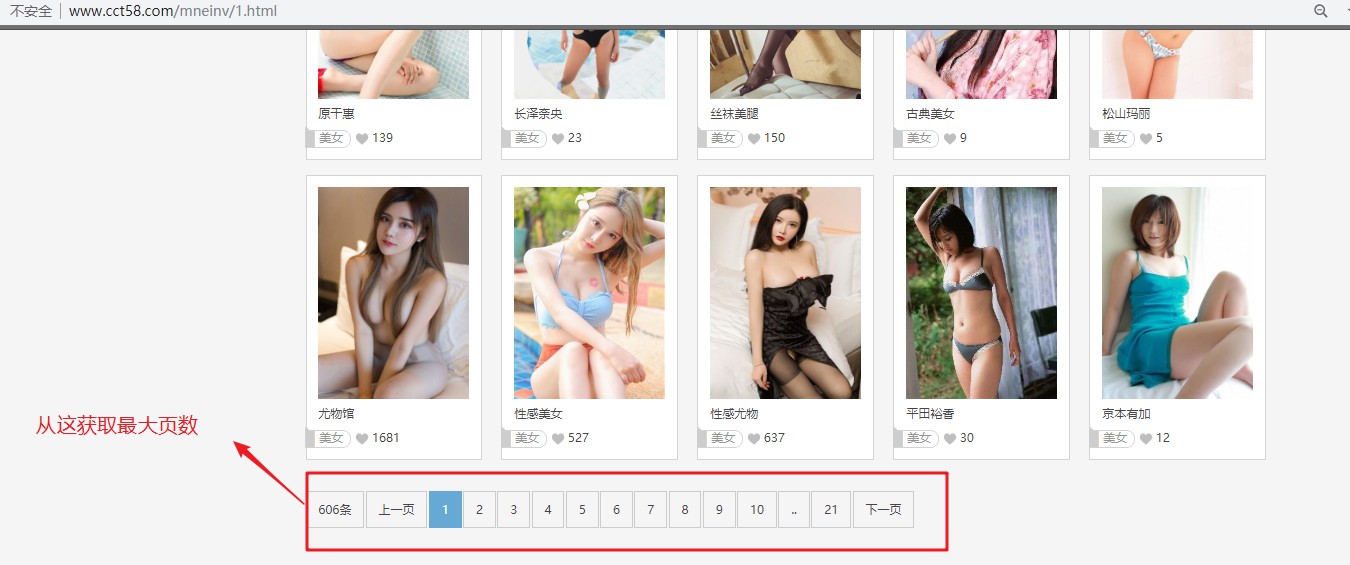 不安全 | www.cct58.com/mneinv/1.html
原干惠 长泽奈央 丝袜美腿 古典美女 松山玛丽
美女 139 美女 23 美女 150 美女 9 美女 5
尤物馆 性感美女 性感尤物 平田裕香 京本有加
美女 1681 美女 527 美女 637 美女 30 美女 12
从这获取最大页数
606条 上一页 1 2 3 4 5 6 7 8 9 10 .. 21 下一页